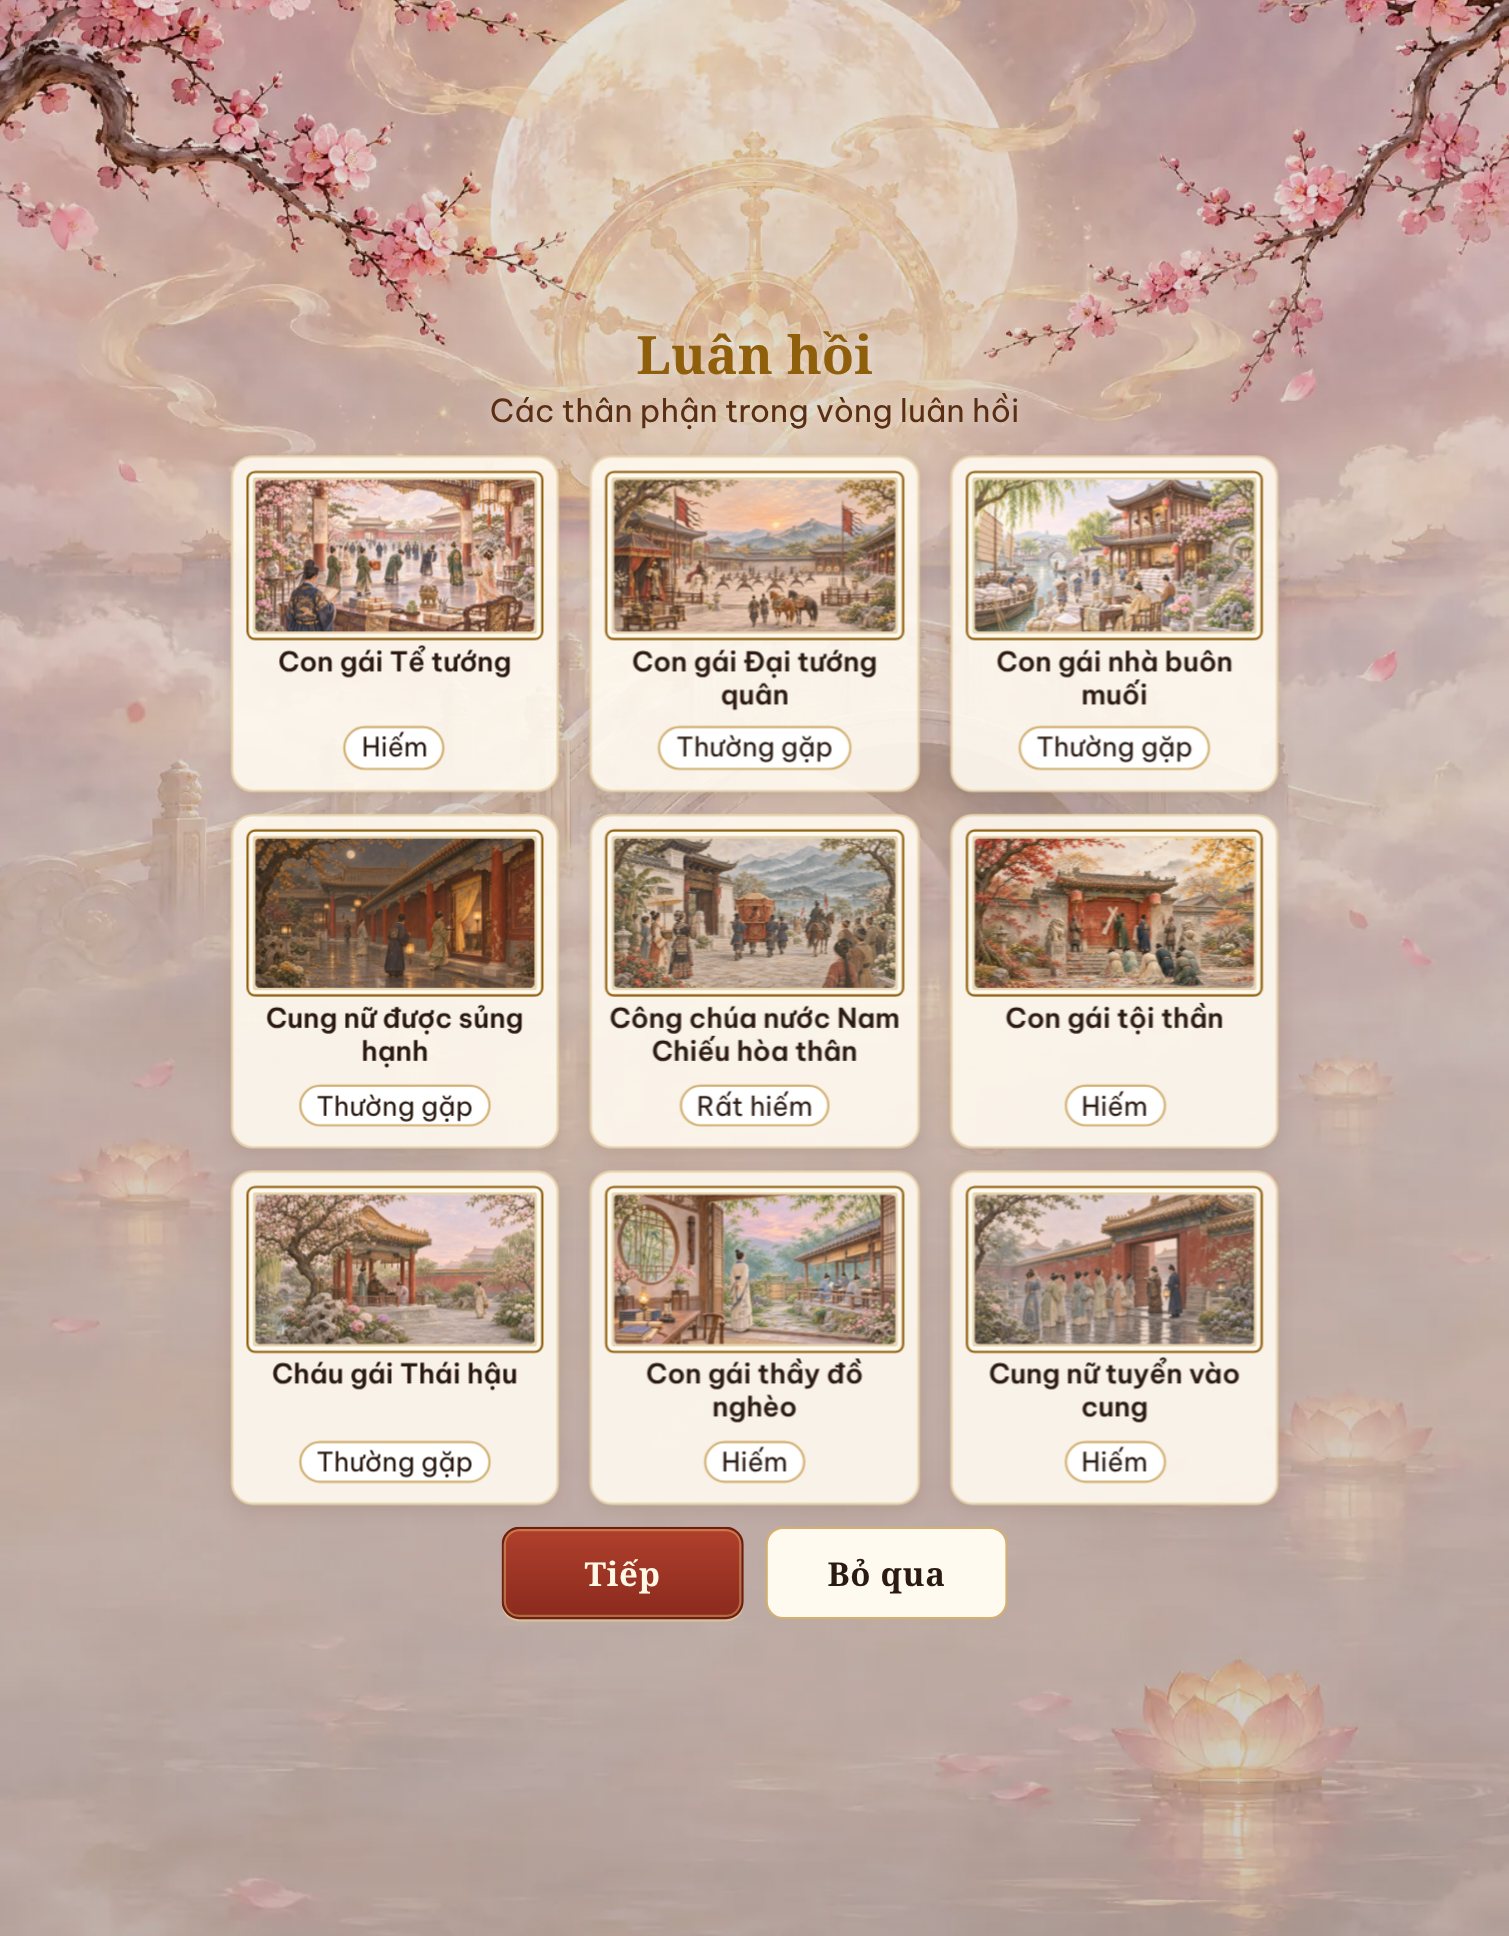 Luân hồi
Các thân phận trong vòng luân hồi
Con gái Tể tướng
Hiếm
Con gái Đại tướng
quân
Thường gặp
Con gái nhà buôn
muối
Thường gặp
Cung nữ được sủng
hạnh
Thường gặp
Công chúa nước Nam
Chiếu hòa thân
Rất hiếm
Con gái tội thần
Hiếm
Cháu gái Thái hậu
Thường gặp
Con gái thầy đồ
nghèo
Hiếm
Cung nữ tuyển vào
cung
Hiếm
Tiếp
Bỏ qua